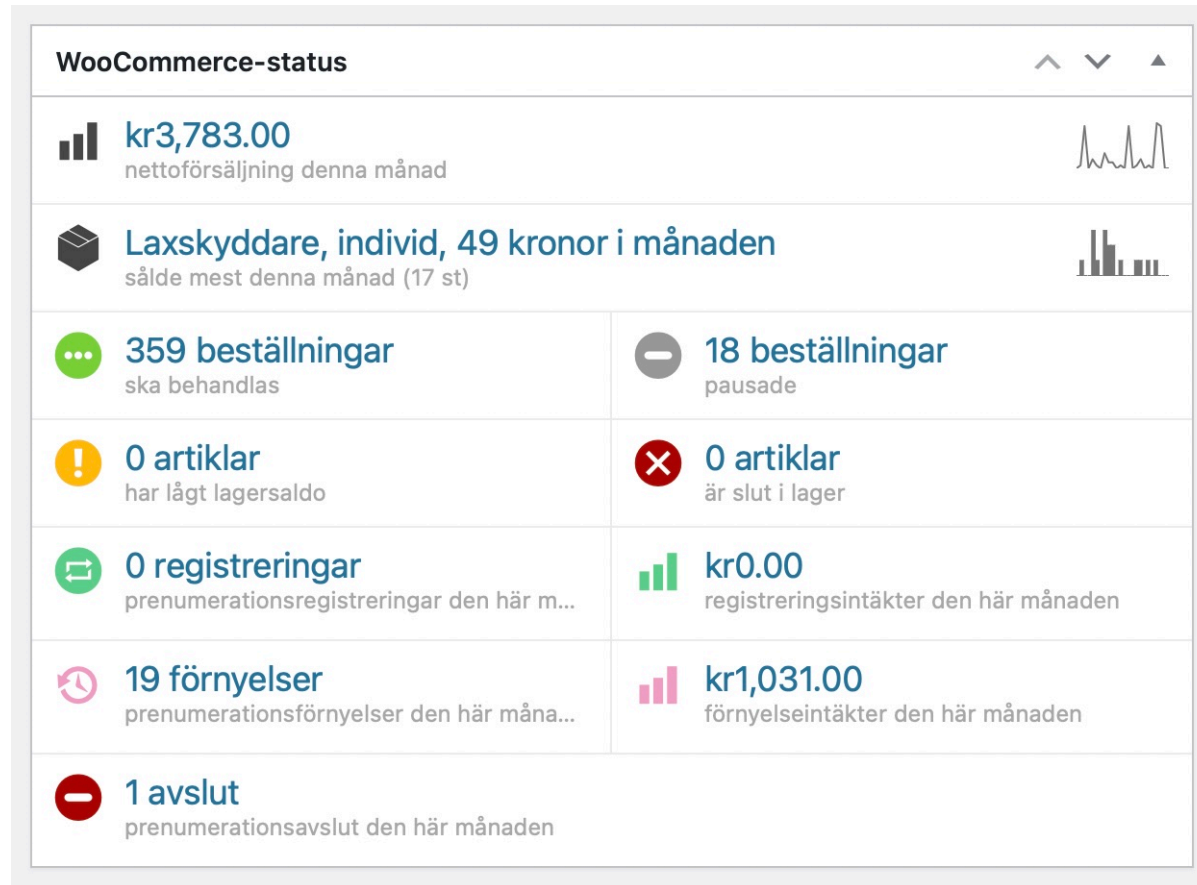 WooCommerce-status
kr3,783.00
nettoförsäljning denna månad
Laxskyddare, individ, 49 kronor i månaden
sålde mest denna månad (17 st)
359 beställningar
ska behandlas
18 beställningar
pausade
0 artiklar
har lågt lagersaldo
0 artiklar
är slut i lager
0 registreringar
prenumerationsregistreringar den här m...
kr0.00
registreringsintäkter den här månaden
19 förnyelser
prenumerationsförnyelser den här måna...
kr1,031.00
förnyelseintäkter den här månaden
1 avslut
prenumerationsavslut den här månaden